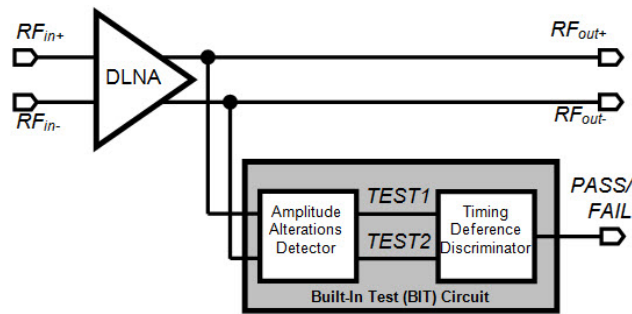 RFin+
RFout+
DLNA
RFin-
RFout-
PASS/
FAIL
TEST1
Amplitude
Alterations
Detector
Timing
Deference
Discriminator
TEST2
Built-In Test (BIT) Circuit